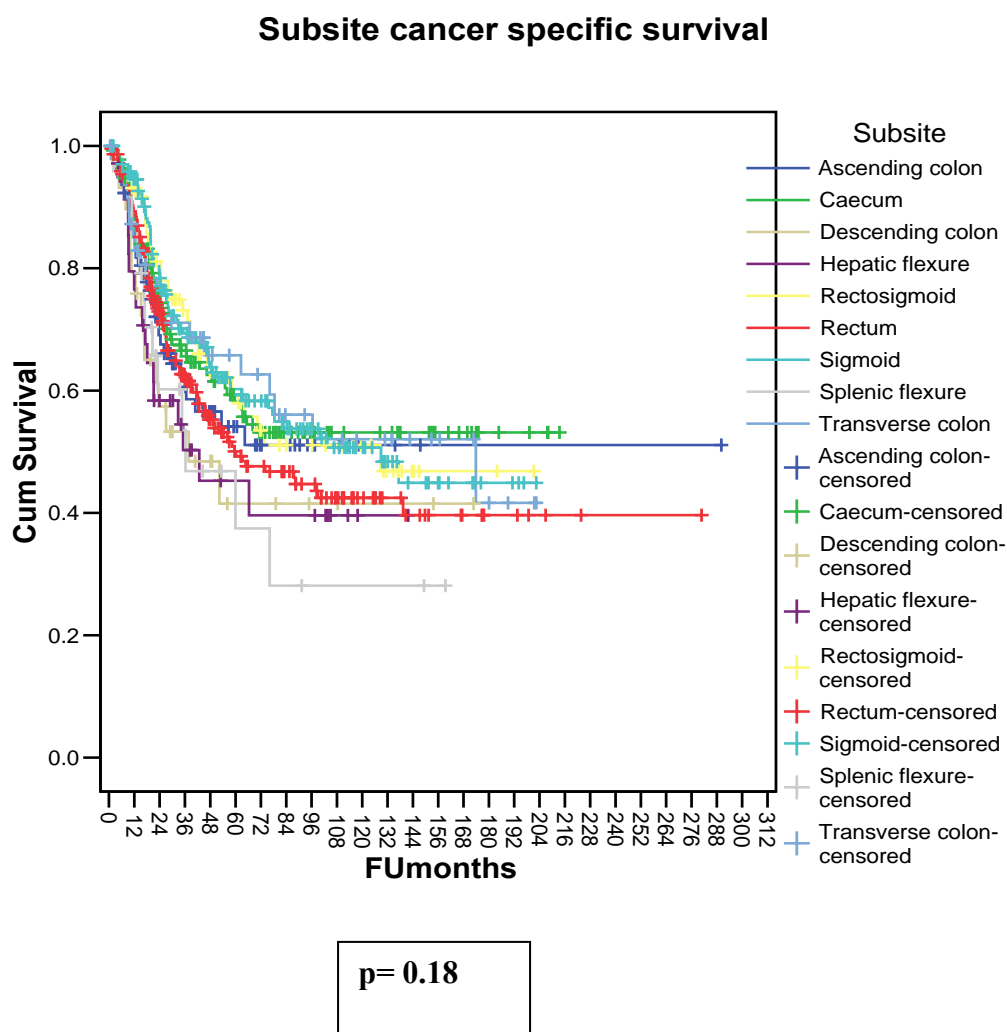 Subsite cancer specific survival
Cum Survival
1.0
0.8
0.6
0.4
0.2
0.0
0
12
24
36
48
60
72
84
96
108
120
132
144
156
168
180
192
204
216
228
240
252
264
276
288
300
312
FUmonths
Subsite
Ascending colon
Caecum
Descending colon
Hepatic flexure
Rectosigmoid
Rectum
Sigmoid
Splenic flexure
Transverse colon
Ascending colon-
censored
Caecum-censored
Descending colon-
censored
Hepatic flexure-
censored
Rectosigmoid-
censored
Rectum-censored
Sigmoid-censored
Splenic flexure-
censored
Transverse colon-
censored
p= 0.18